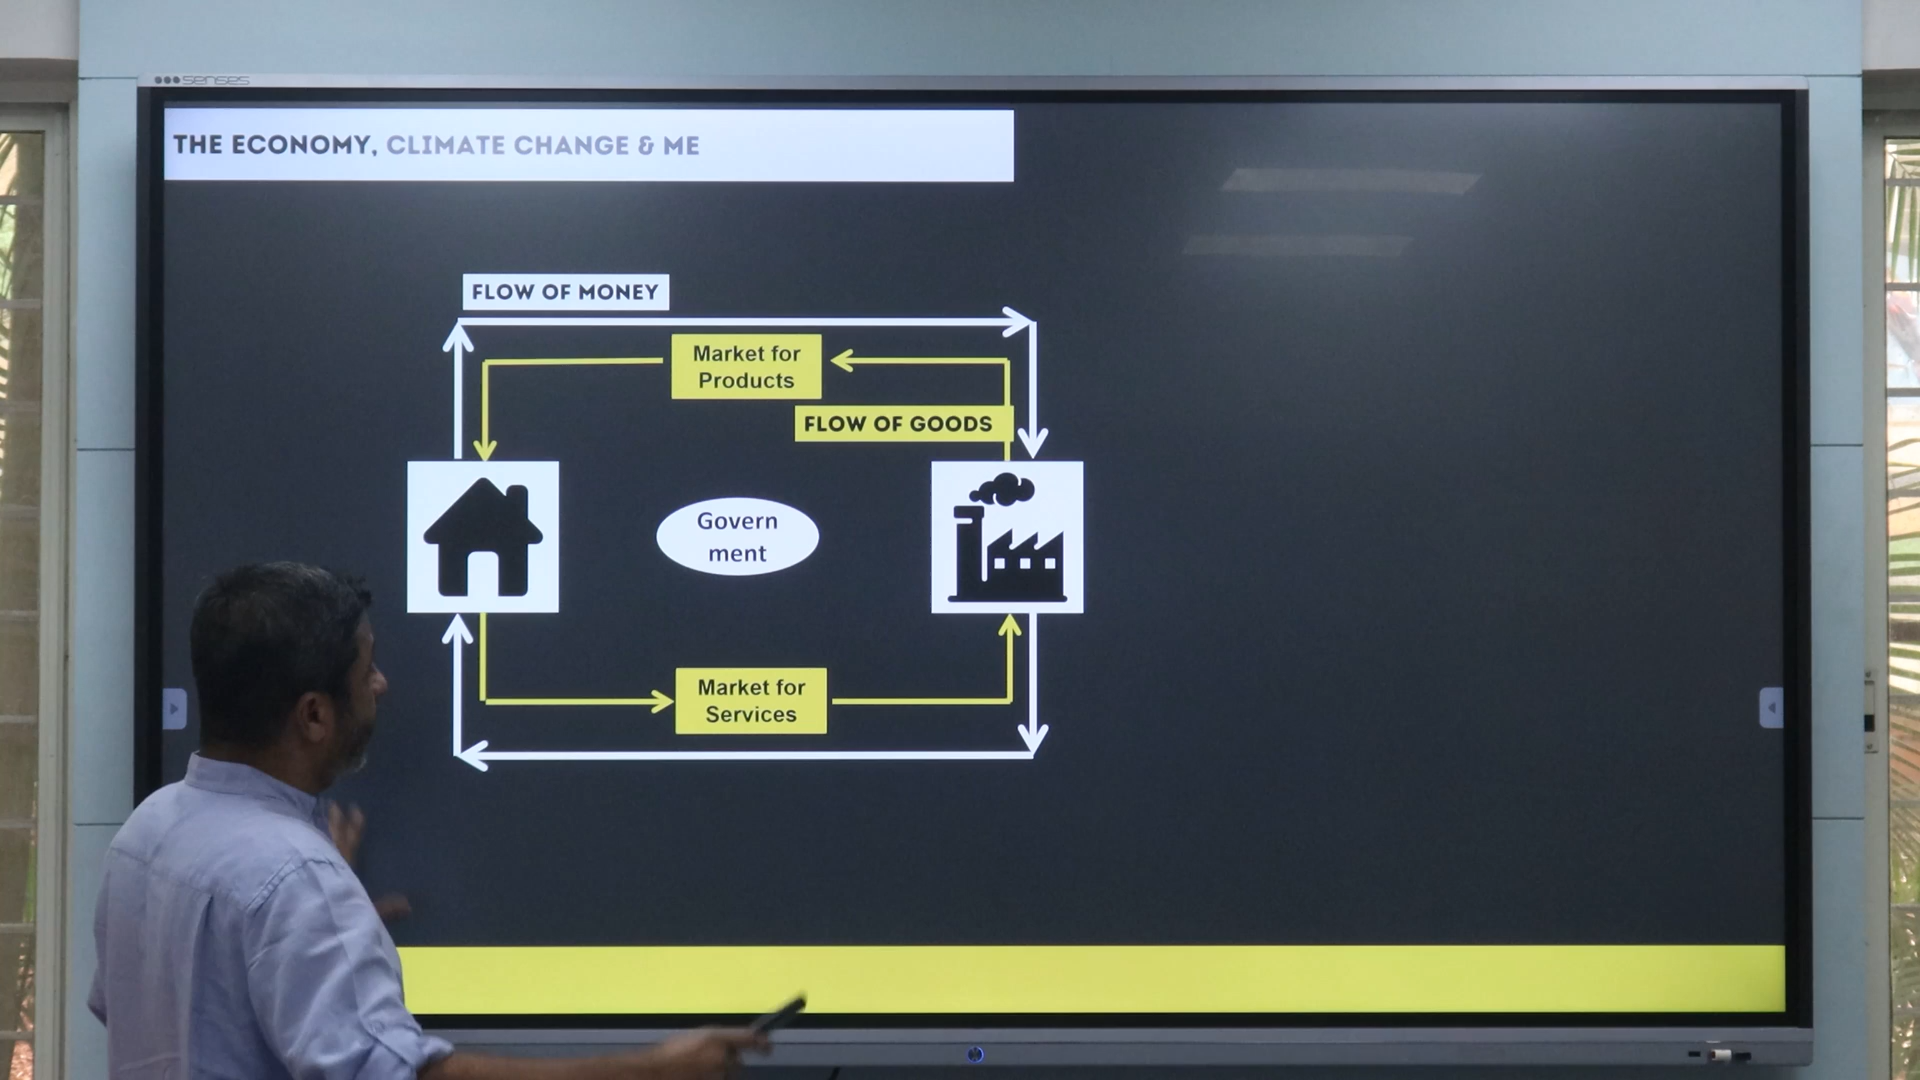 senses
THE ECONOMY, CLIMATE CHANGE & ME
FLOW OF MONEY
Market for
Products
FLOW OF GOODS
Govern
ment
Market for
Services